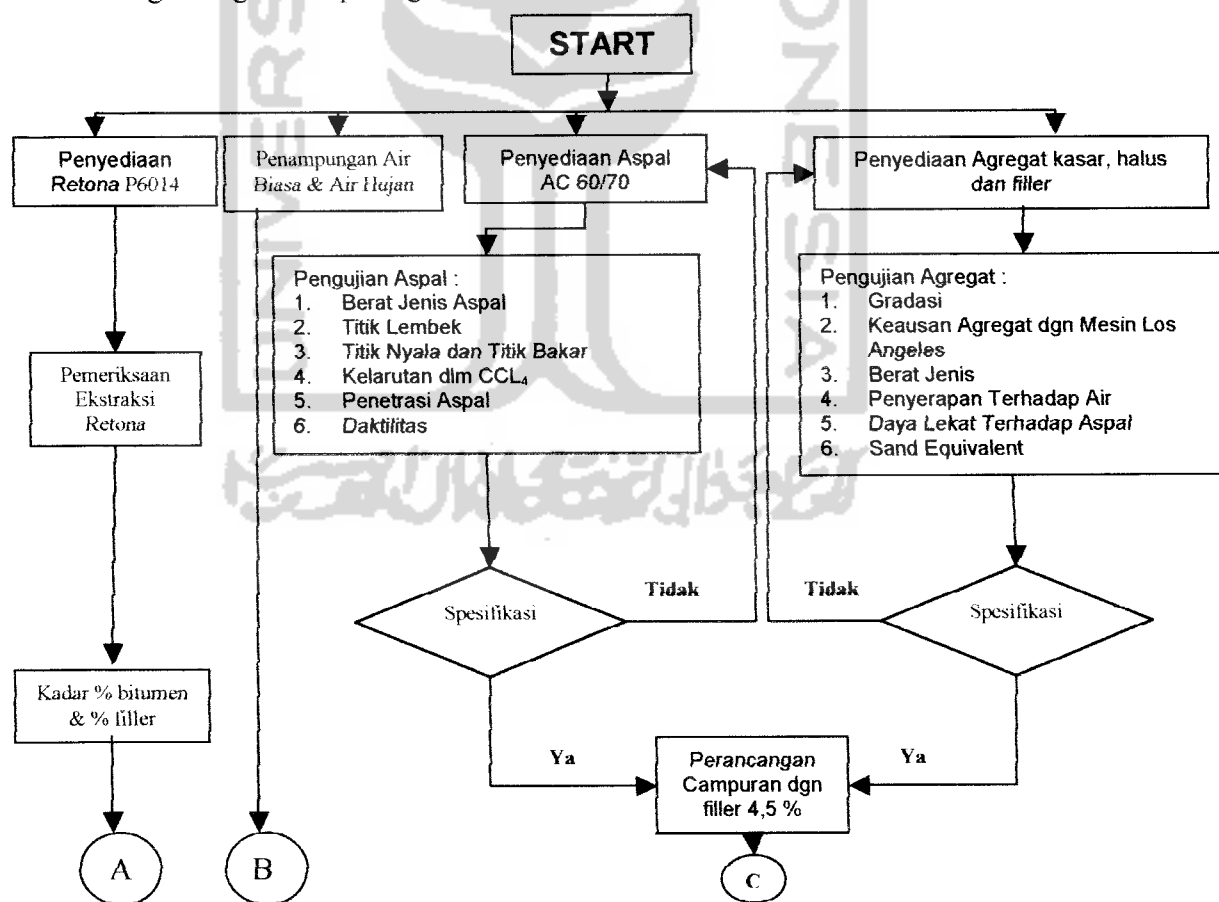 START
Penyediaan
Retona P6014
Penampungan Air
Biasa & Air Hujan
Penyediaan Aspal
AC 60/70
Penyediaan Agregat kasar, halus
dan filler
Pengujian Aspal :
1. Berat Jenis Aspal
2. Titik Lembek
3. Titik Nyala dan Titik Bakar
4. Kelarutan dlm CCL₄
5. Penetrasi Aspal
6. Daktilitas
Pengujian Agregat :
1. Gradasi
2. Keausan Agregat dgn Mesin Los
Angeles
3. Berat Jenis
4. Penyerapan Terhadap Air
5. Daya Lekat Terhadap Aspal
6. Sand Equivalent
Pemeriksaan
Ekstraksi
Retona
Spesifikasi
Tidak
Tidak
Spesifikasi
Kadar % bitumen
& % filler
Ya
Perancangan
Campuran dgn
filler 4,5 %
Ya
A
B
C